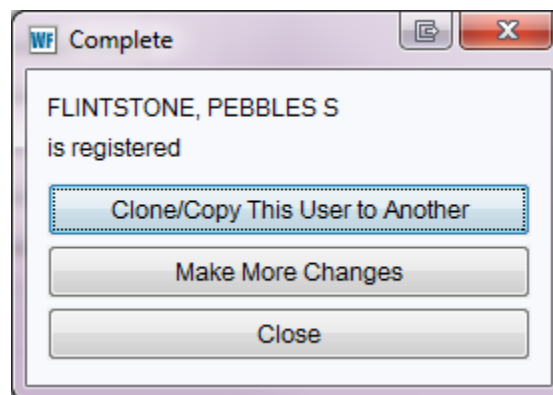 WF Complete
FLINTSTONE, PEBBLES S
is registered
Clone/Copy This User to Another
Make More Changes
Close